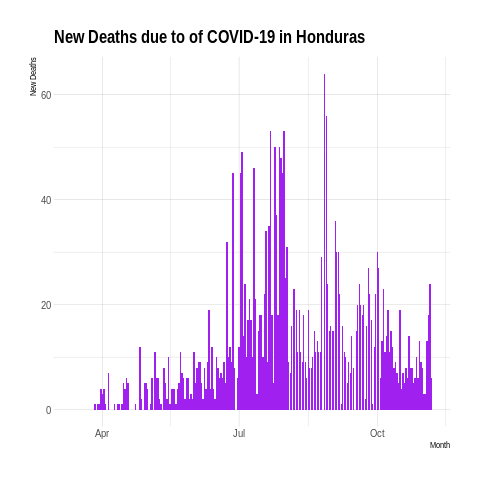 New Deaths due to of COVID-19 in Honduras
New Deaths
60
40
20
0
Apr
Jul
Oct
Month